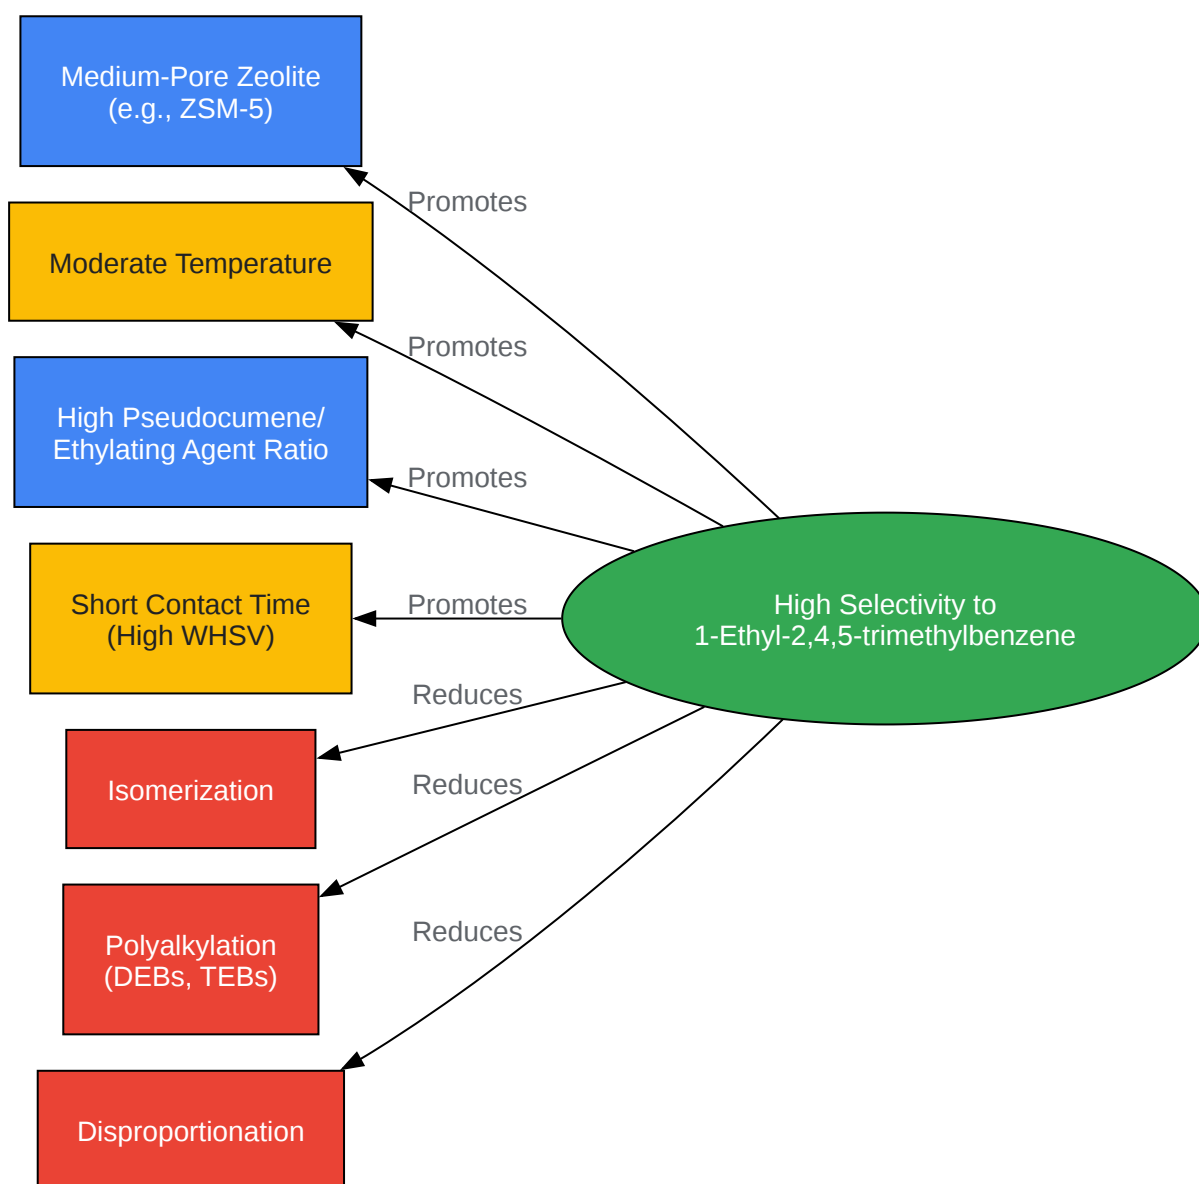 Medium-Pore Zeolite
(e.g., ZSM-5)
Promotes
Moderate Temperature
Promotes
High Pseudocumene/
Ethylating Agent Ratio
Promotes
Short Contact Time
(High WHSV)
Promotes
High Selectivity to
1-Ethyl-2,4,5-trimethylbenzene
Reduces
Isomerization
Reduces
Polyalkylation
(DEBs, TEBs)
Reduces
Disproportionation